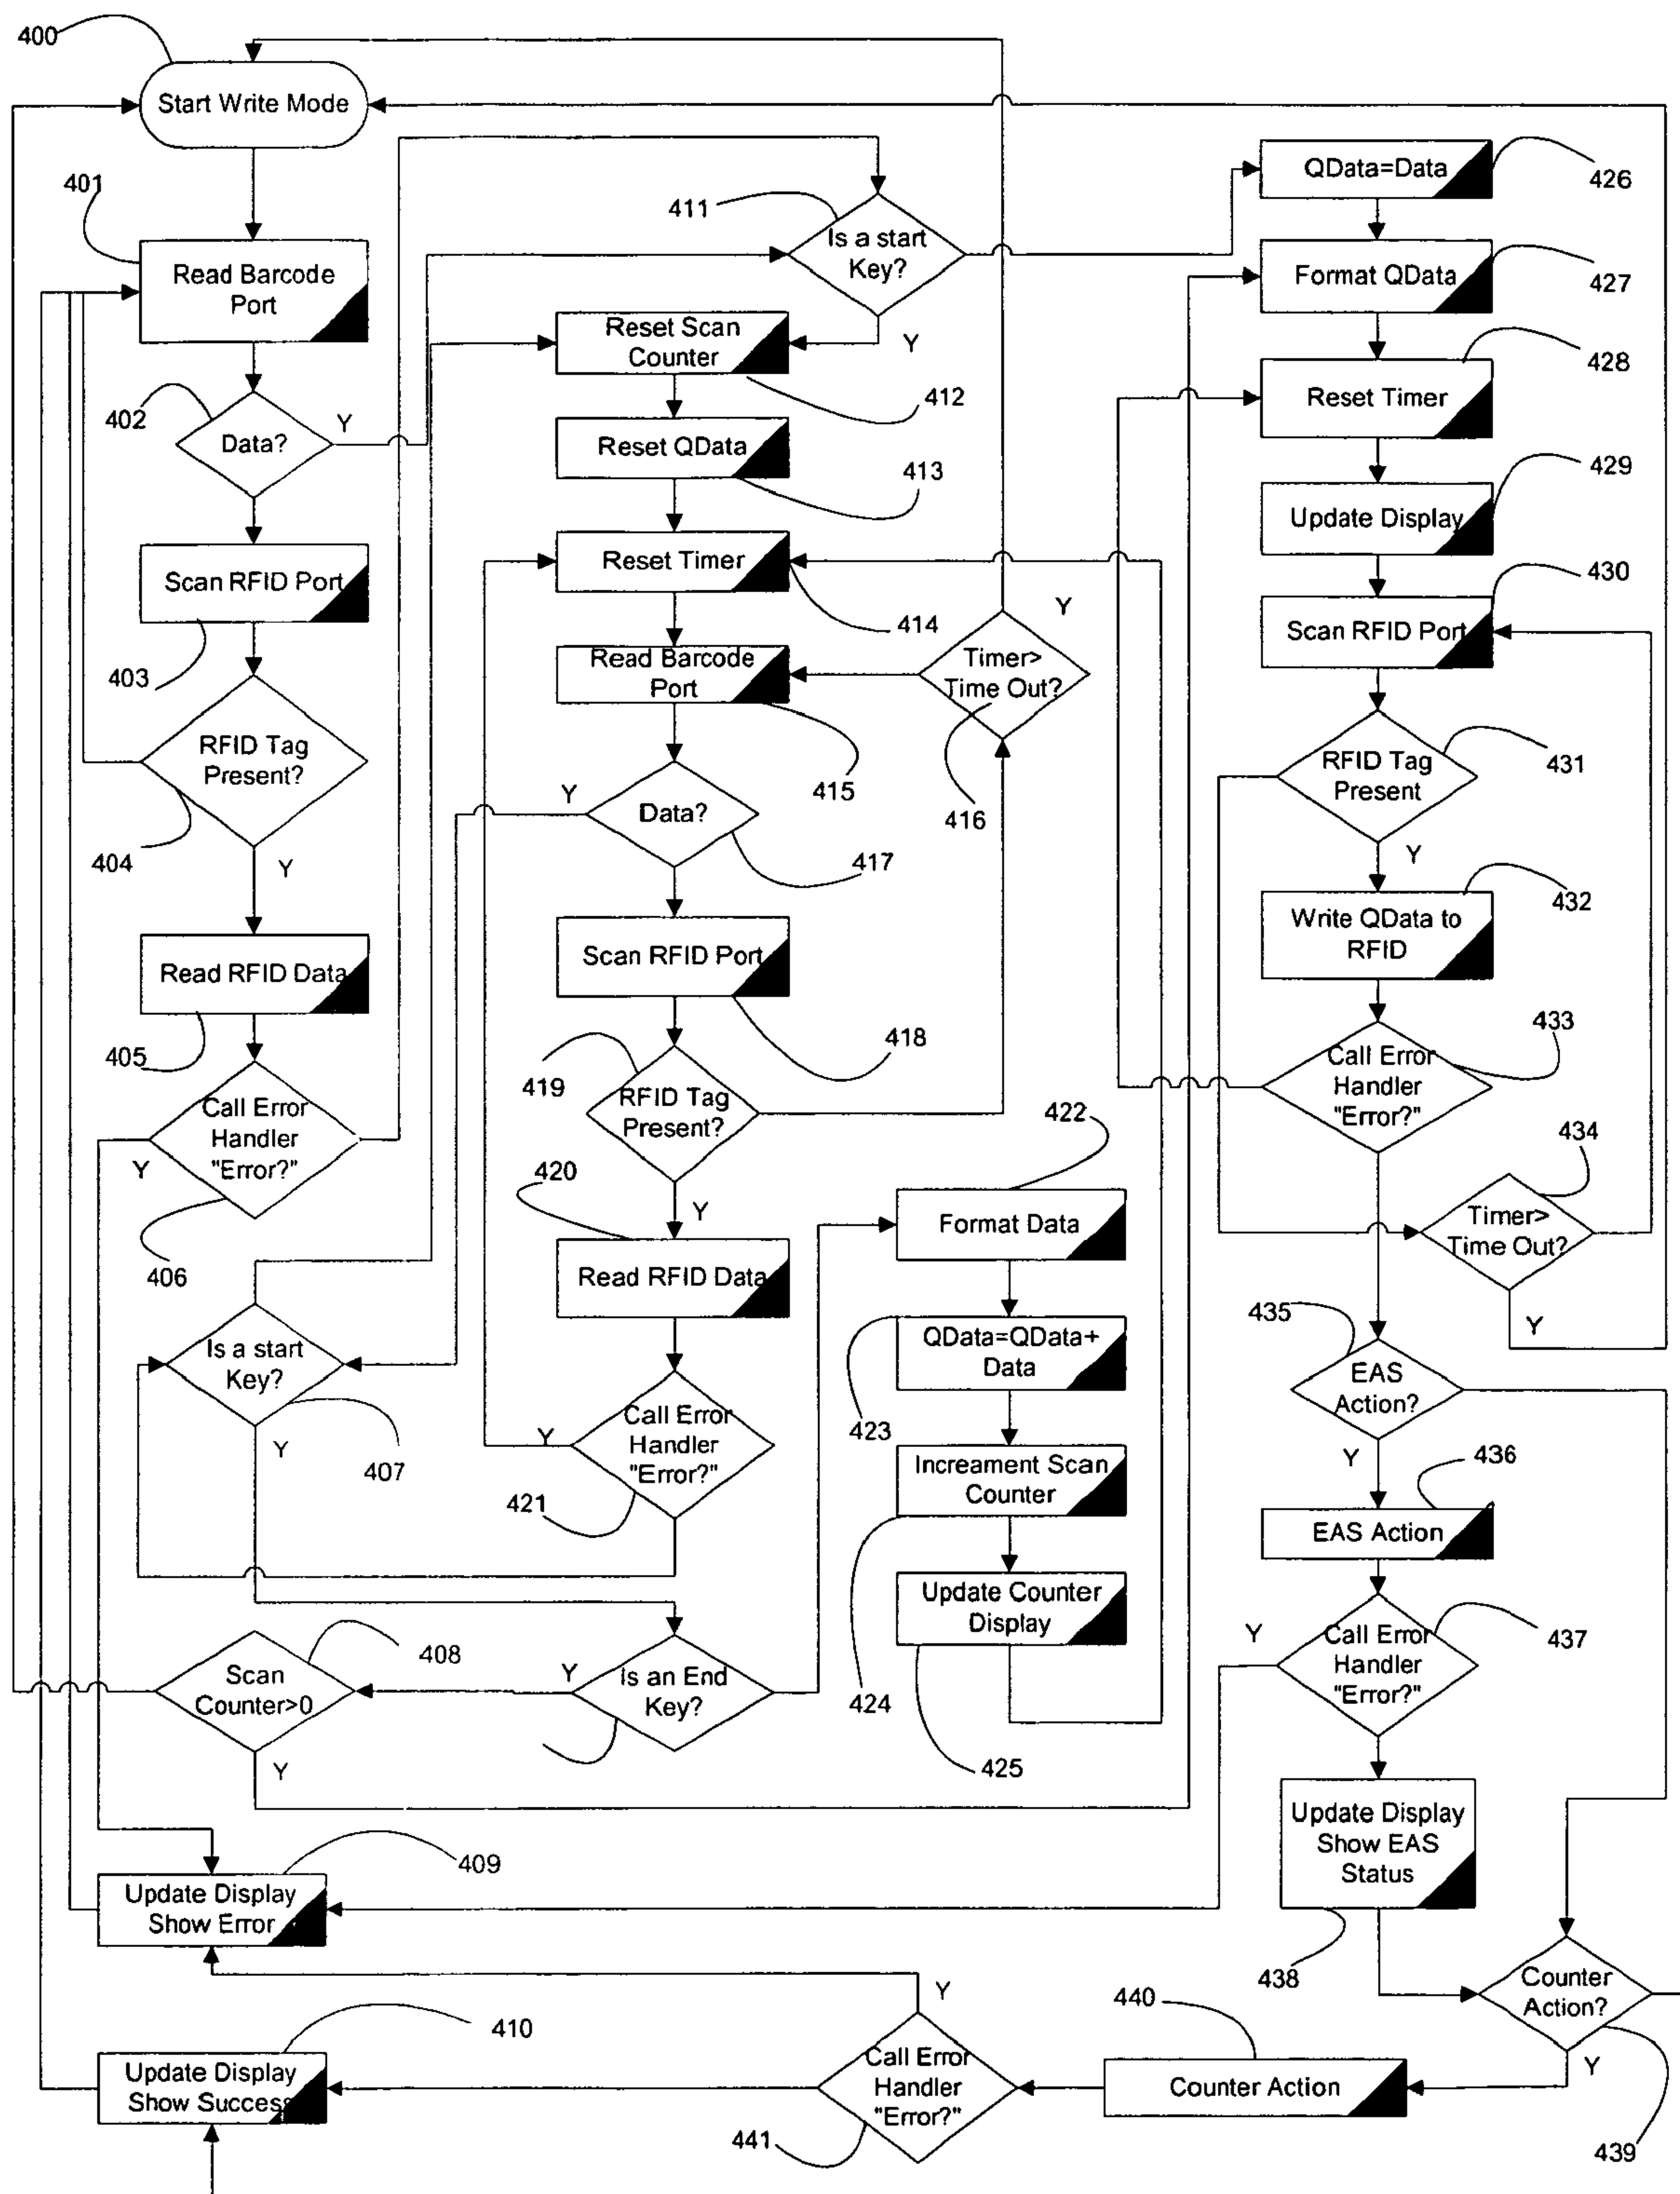 400
Start Write Mode
401
Read Barcode
Port
402
Data?
Y
Scan RFID Port
403
RFID Tag
Present?
404
Y
Read RFID Data
405
Call Error
Handler
"Error?"
Y
406
Is a start
Key?
Y
407
Scan
Counter>0
408
Y
Update Display
Show Error
409
Update Display
Show Success
410
411
Is a start
Key?
Y
Reset Scan
Counter
412
Reset QData
413
Reset Timer
414
Read Barcode
Port
415
Timer>
Time Out?
Y
416
Data?
Y
417
Scan RFID Port
418
RFID Tag
Present?
419
Y
420
Read RFID Data
Call Error
Handler
"Error?"
Y
421
Is an End
Key?
Y
422
Format Data
QData=QData+
Data
423
Increament Scan
Counter
424
Update Counter
Display
425
QData=Data
426
Format QData
427
Reset Timer
428
Update Display
429
Scan RFID Port
430
RFID Tag
Present
431
Y
Write QData to
RFID
432
Call Error
Handler
"Error?"
433
Timer>
Time Out?
434
Y
435
EAS
Action?
Y
EAS Action
436
Call Error
Handler
"Error?"
Y
437
Update Display
Show EAS
Status
438
Counter
Action?
Y
439
Counter Action
440
Call Error
Handler
"Error?"
Y
441